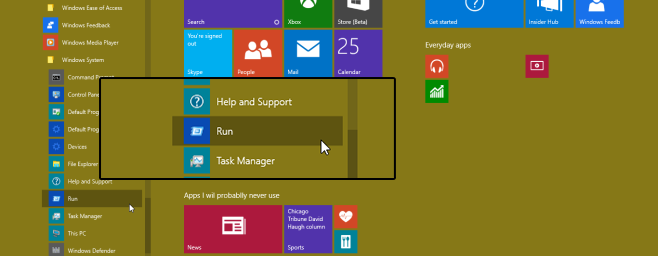 Windows Ease of Access
Windows Feedback
Windows Media Player
Windows System
Command
Control Pane
Default Prog
Default Prog
Devices
File Explorer
Help and Support
Run
Task Manager
This PC
Windows Defender
Search
Xbox
Store (Beta)
You're signed
out
Skype
People
Mail
25
Calendar
Help and Support
Run
Task Manager
Apps I wil probablly never use
News
Chicago
Tribune David
Haugh column
Sports
Get started
Insider Hub
Windows Feedb
Everyday apps